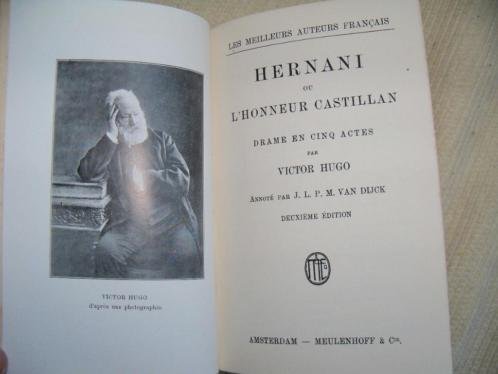 VICTOR HUGO
d'après une photographie
LES MEILLEURS AUTEURS FRANÇAIS
HERNANI
OU
L'HONNEUR CASTILLAN
DRAME EN CINQ ACTES
PAR
VICTOR HUGO
ANNOTÉ PAR J. L. P. M. VAN DIJCK
DEUXIÈME ÉDITION
AMSTERDAM — MEULENHOFF & Cie.